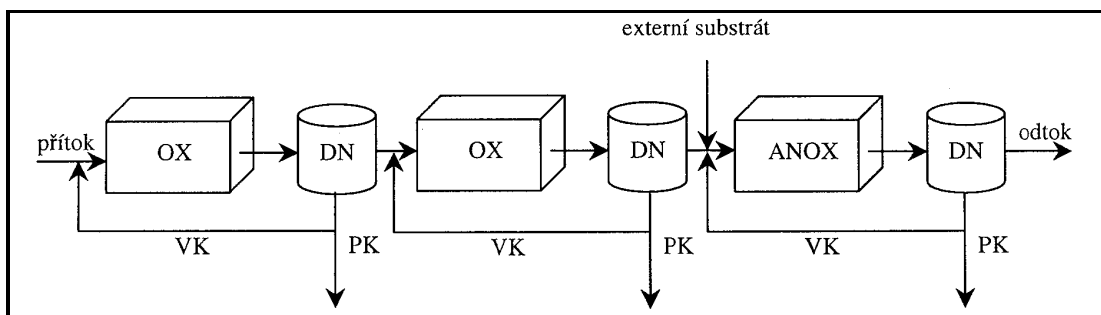 externí substrát
přítok
OX
DN
OX
DN
ANOX
DN
odtok
VK
PK
VK
PK
VK
PK